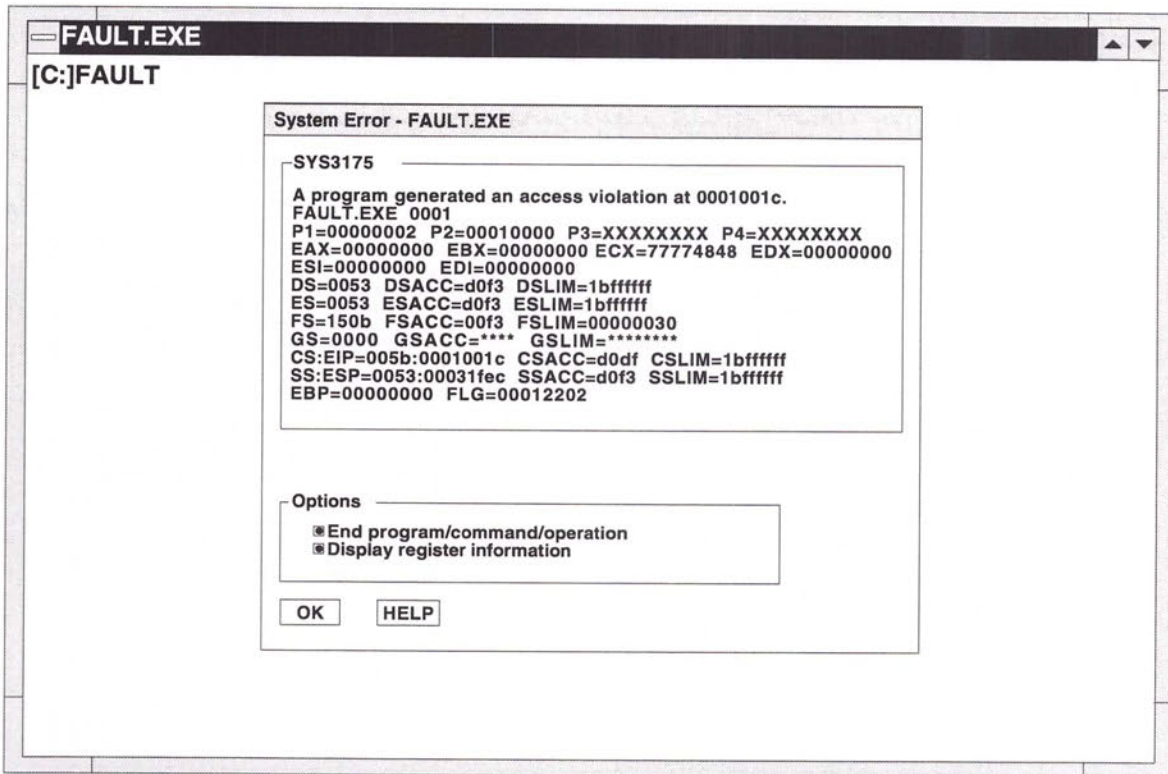 FAULT.EXE
[C:]FAULT
System Error - FAULT.EXE
SYS3175
A program generated an access violation at 0001001c.
FAULT.EXE 0001
P1=00000002 P2=00010000 P3=XXXXXXXX P4=XXXXXXXX
EAX=00000000 EBX=00000000 ECX=77774848 EDX=00000000
ESI=00000000 EDI=00000000
DS=0053 DSACC=d0f3 DSLIM=1bffffff
ES=0053 ESACC=d0f3 ESLIM=1bffffff
FS=150b FSACC=00f3 FSLIM=00000030
GS=0000 GSACC=**** GSLIM=********
CS:EIP=005b:0001001c CSACC=d0df CSLIM=1bffffff
SS:ESP=0053:00031fec SSACC=d0f3 SSLIM=1bffffff
EBP=00000000 FLG=00012202
Options
End program/command/operation
Display register information
OK HELP